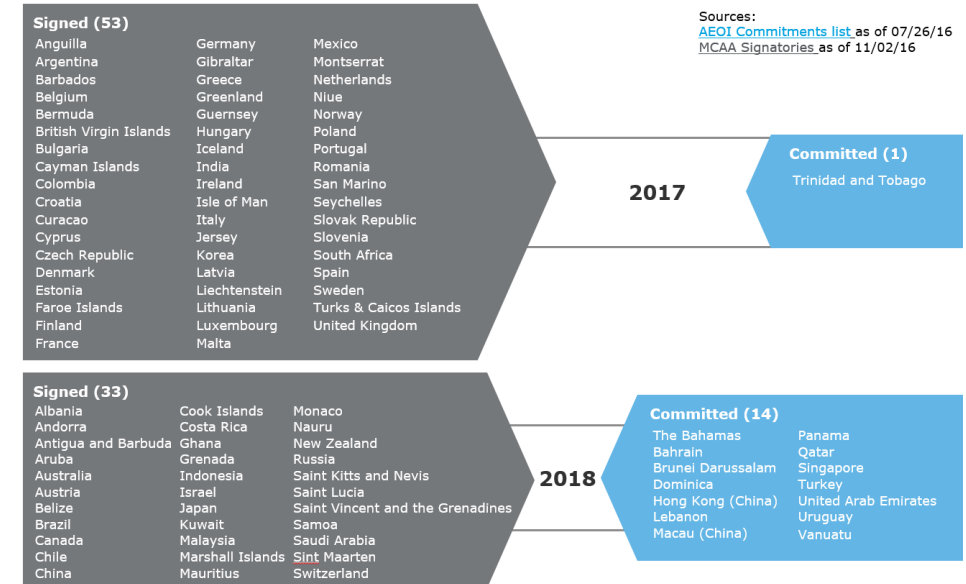 Signed (53)
Anguilla
Argentina
Barbados
Belgium
Bermuda
British Virgin Islands
Bulgaria
Cayman Islands
Colombia
Croatia
Curacao
Cyprus
Czech Republic
Denmark
Estonia
Faroe Islands
Finland
France
Germany
Gibraltar
Greece
Greenland
Guernsey
Hungary
Iceland
India
Ireland
Isle of Man
Italy
Jersey
Korea
Latvia
Liechtenstein
Lithuania
Luxembourg
Malta
Mexico
Montserrat
Netherlands
Niue
Norway
Poland
Portugal
Romania
San Marino
Seychelles
Slovak Republic
Slovenia
South Africa
Spain
Sweden
Turks & Caicos Islands
United Kingdom
Sources:
AEOI Commitments list as of 07/26/16
MCAA Signatories as of 11/02/16
2017
Committed (1)
Trinidad and Tobago
Signed (33)
Albania
Andorra
Antigua and Barbuda
Aruba
Australia
Austria
Belize
Brazil
Canada
Chile
China
Cook Islands
Costa Rica
Ghana
Grenada
Indonesia
Israel
Japan
Kuwait
Malaysia
Marshall Islands
Mauritius
Monaco
Nauru
New Zealand
Russia
Saint Kitts and Nevis
Saint Lucia
Saint Vincent and the Grenadines
Samoa
Saudi Arabia
Sint Maarten
Switzerland
2018
Committed (14)
The Bahamas
Bahrain
Brunei Darussalam
Dominica
Hong Kong (China)
Lebanon
Macau (China)
Panama
Qatar
Singapore
Turkey
United Arab Emirates
Uruguay
Vanuatu